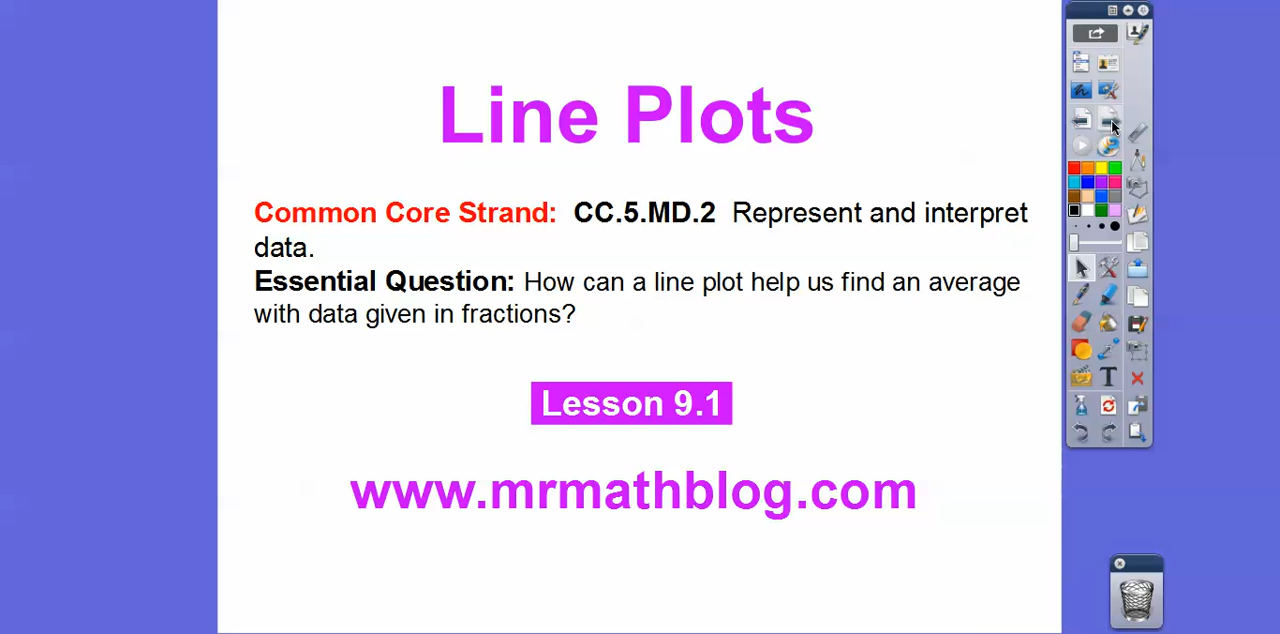 Line Plots
Common Core Strand: CC.5.MD.2 Represent and interpret
data.
Essential Question: How can a line plot help us find an average
with data given in fractions?
Lesson 9.1
www.mrmathblog.com